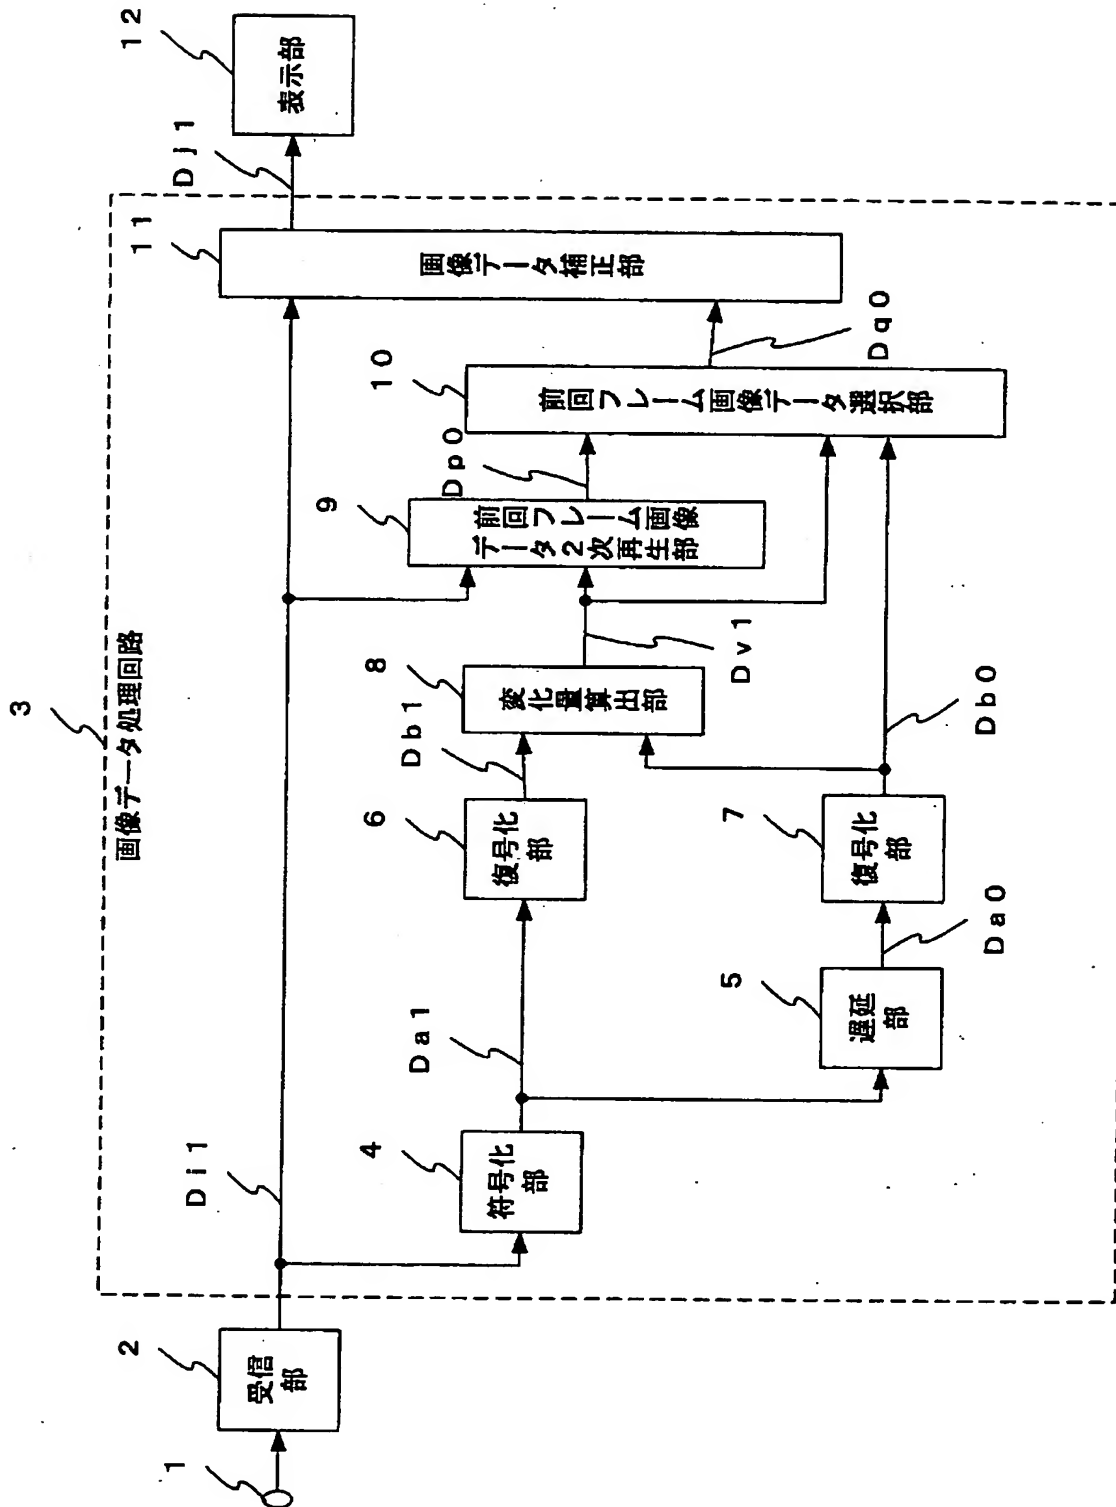 3
画像データ処理回路
1
2
受信
部
Di1
4
符号化
部
Da1
5
遅延
部
Da0
6
復号化
部
Db1
7
復号化
部
Db0
8
変化量算出部
Dv1
9
前回フレーム画像
データ2次再生部
Dp0
10
前回フレーム画像データ選択部
Dq0
11
画像データ補正部
Dj1
12
表示部